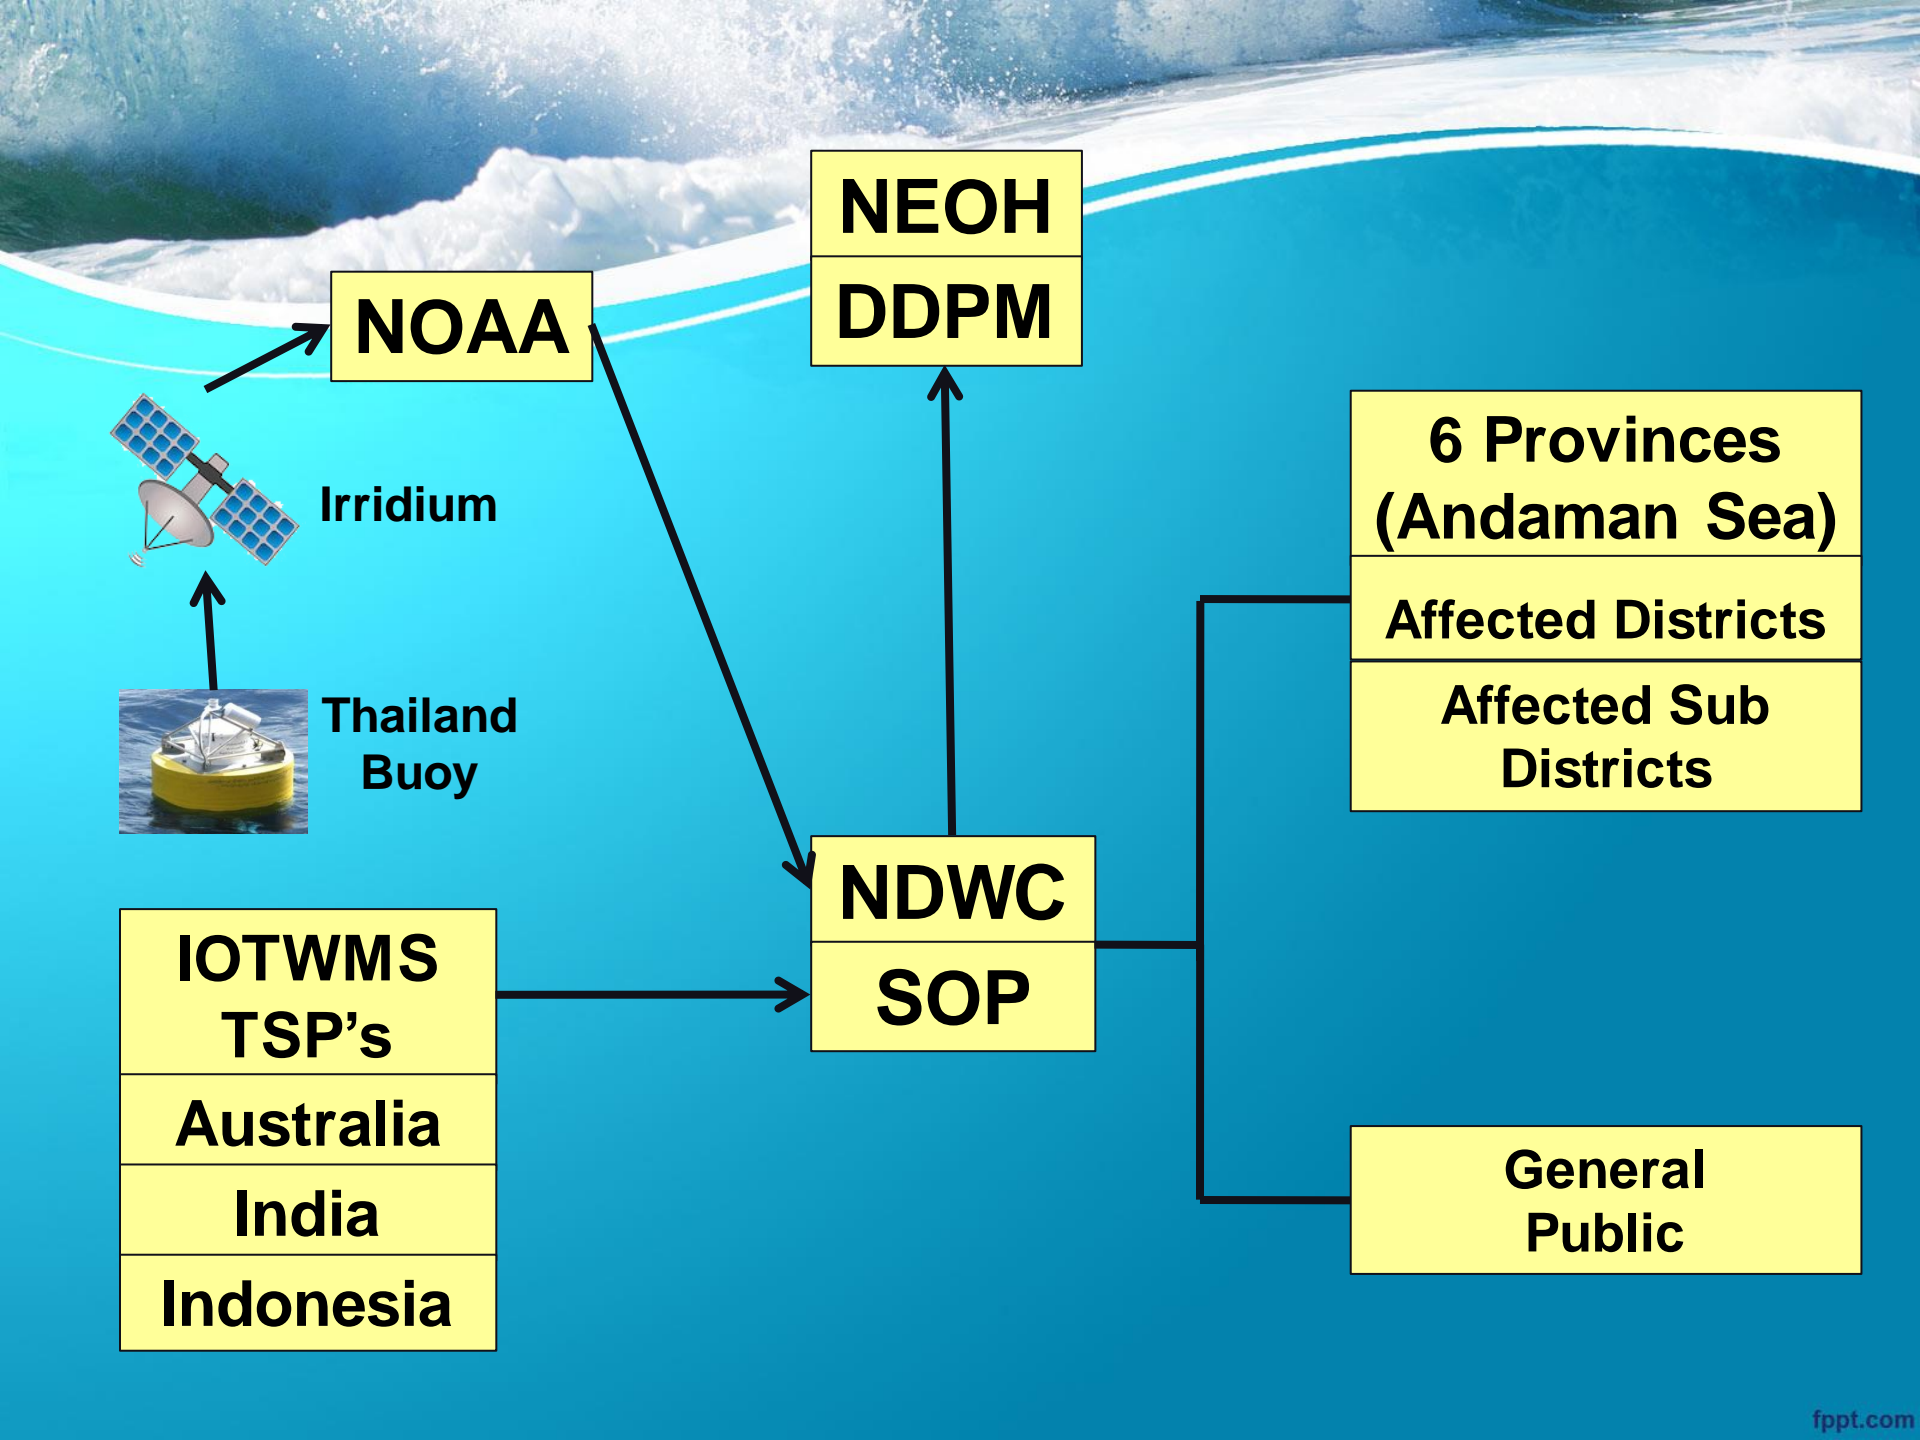 NEOH
DDPM
NOAA
Irridium
Thailand
Buoy
6 Provinces
(Andaman Sea)
Affected Districts
Affected Sub
Districts
NDWC
SOP
IOTWMS
TSP’s
Australia
India
Indonesia
General
Public
fppt.com